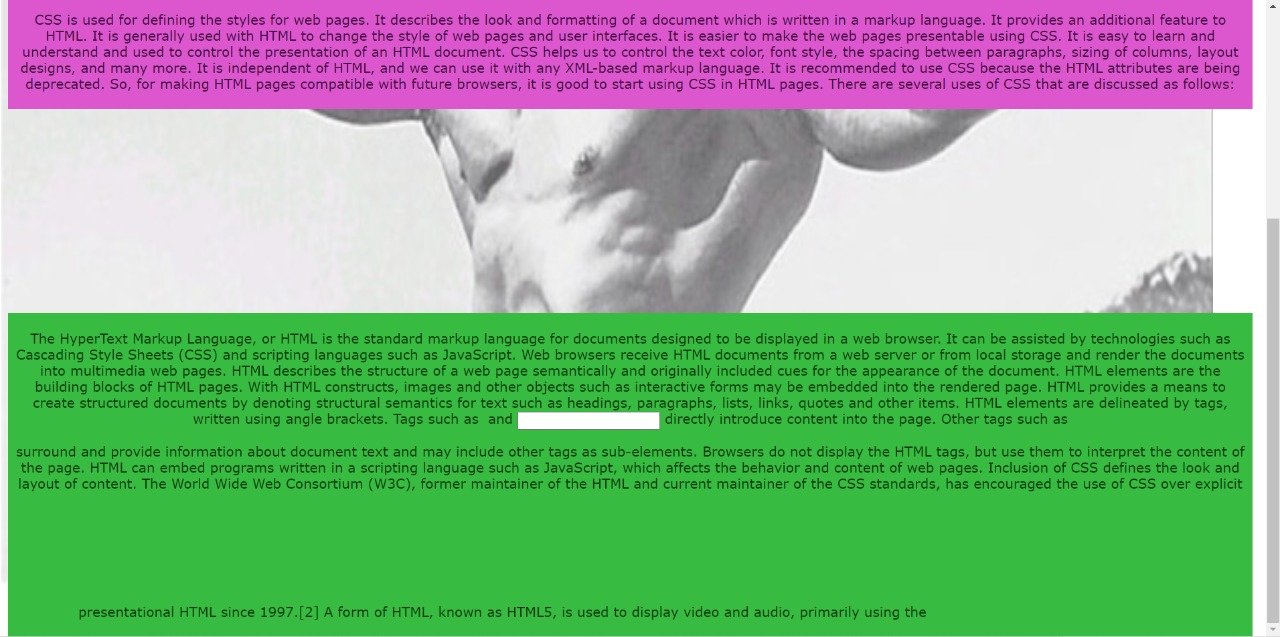 CSS is used for defining the styles for web pages. It describes the look and formatting of a document which is written in a markup language. It provides an additional feature to
HTML. It is generally used with HTML to change the style of web pages and user interfaces. It is easier to make the web pages presentable using CSS. It is easy to learn and
understand and used to control the presentation of an HTML document. CSS helps us to control the text color, font style, the spacing between paragraphs, sizing of columns, layout
designs, and many more. It is independent of HTML, and we can use it with any XML-based markup language. It is recommended to use CSS because the HTML attributes are being
deprecated. So, for making HTML pages compatible with future browsers, it is good to start using CSS in HTML pages. There are several uses of CSS that are discussed as follows:
The HyperText Markup Language, or HTML is the standard markup language for documents designed to be displayed in a web browser. It can be assisted by technologies such as
Cascading Style Sheets (CSS) and scripting languages such as JavaScript. Web browsers receive HTML documents from a web server or from local storage and render the documents
into multimedia web pages. HTML describes the structure of a web page semantically and originally included cues for the appearance of the document. HTML elements are the
building blocks of HTML pages. With HTML constructs, images and other objects such as interactive forms may be embedded into the rendered page. HTML provides a means to
create structured documents by denoting structural semantics for text such as headings, paragraphs, lists, links, quotes and other items. HTML elements are delineated by tags,
written using angle brackets. Tags such as and directly introduce content into the page. Other tags such as
surround and provide information about document text and may include other tags as sub-elements. Browsers do not display the HTML tags, but use them to interpret the content of
the page. HTML can embed programs written in a scripting language such as JavaScript, which affects the behavior and content of web pages. Inclusion of CSS defines the look and
layout of content. The World Wide Web Consortium (W3C), former maintainer of the HTML and current maintainer of the CSS standards, has encouraged the use of CSS over explicit
presentational HTML since 1997.[2] A form of HTML, known as HTML5, is used to display video and audio, primarily using the